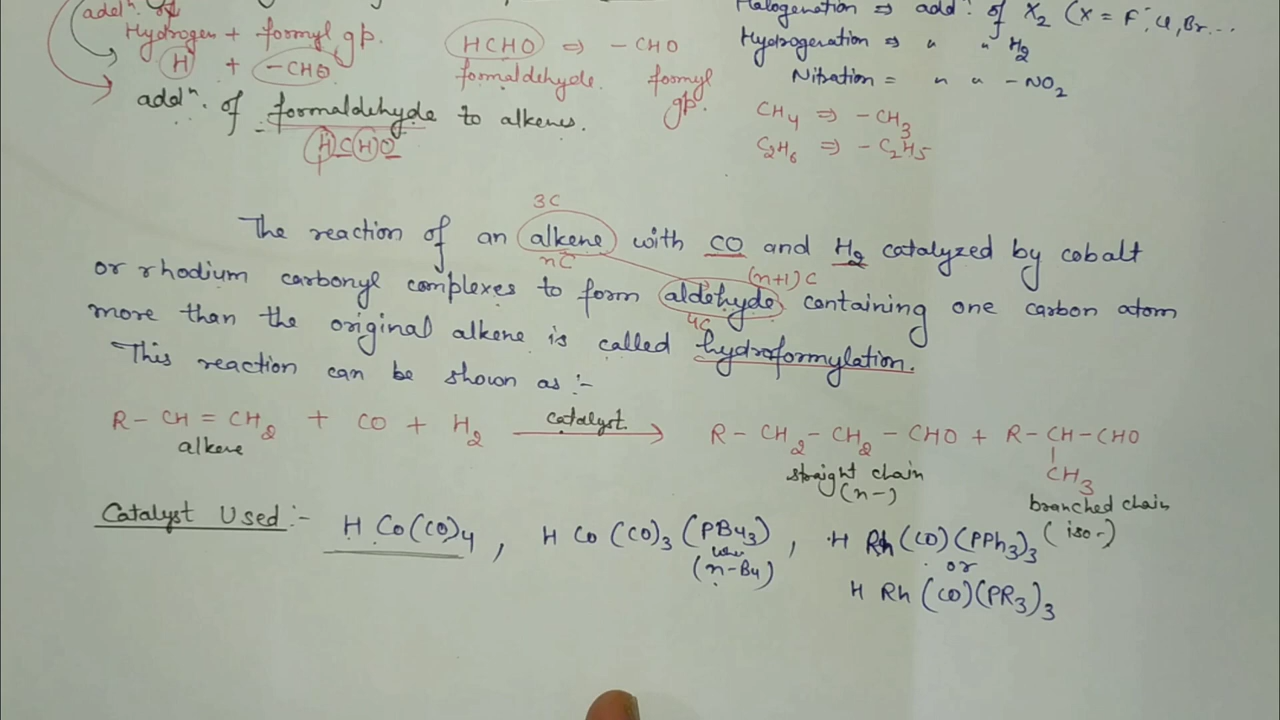 addn. of
Hydrogen + formyl gp.
H + -CHO
addn. of formaldehyde to alkenes.
HCHO
HCHO ⇒ -CHO
formaldehyde. formyl
gp.
Halogenation ⇒ addn. of X2 (X = F, Cl, Br...
Hydrogenation ⇒ " " H2
Nitration = " " -NO2
CH4 ⇒ -CH3
C2H6 ⇒ -C2H5
3C
The reaction of an alkene with CO and H2 catalyzed by cobalt
nC (n+1)C
or rhodium carbonyl complexes to form aldehyde containing one carbon atom
4C
more than the original alkene is called hydroformylation.
This reaction can be shown as :-
R-CH=CH2 + CO + H2 catalyst. → R-CH2-CH2-CHO + R-CH-CHO
alkene
CH3
straight chain
(n-)
branched chain
(iso-)
Catalyst Used :- H Co(CO)4, H Co(CO)3(PBu3), H Rh(CO)(PPh3)3
(n-Bu)
or
H Rh(CO)(PR3)3